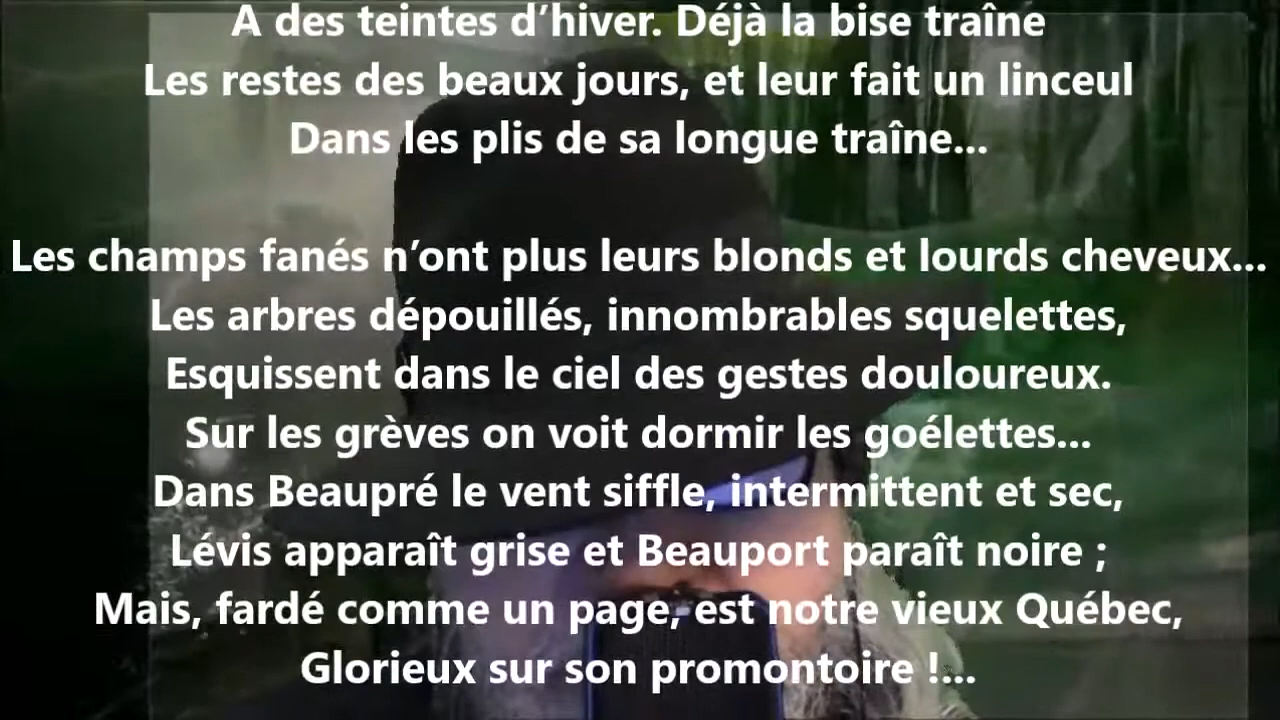 A des teintes d’hiver. Déjà la bise traîne
Les restes des beaux jours, et leur fait un linceul
Dans les plis de sa longue traîne...
Les champs fanés n’ont plus leurs blonds et lourds cheveux...
Les arbres dépouillés, innombrables squelettes,
Esquissent dans le ciel des gestes douloureux.
Sur les grèves on voit dormir les goélettes...
Dans Beaupré le vent siffle, intermittent et sec,
Lévis apparaît grise et Beauport paraît noire ;
Mais, fardé comme un page, est notre vieux Québec,
Glorieux sur son promontoire !...